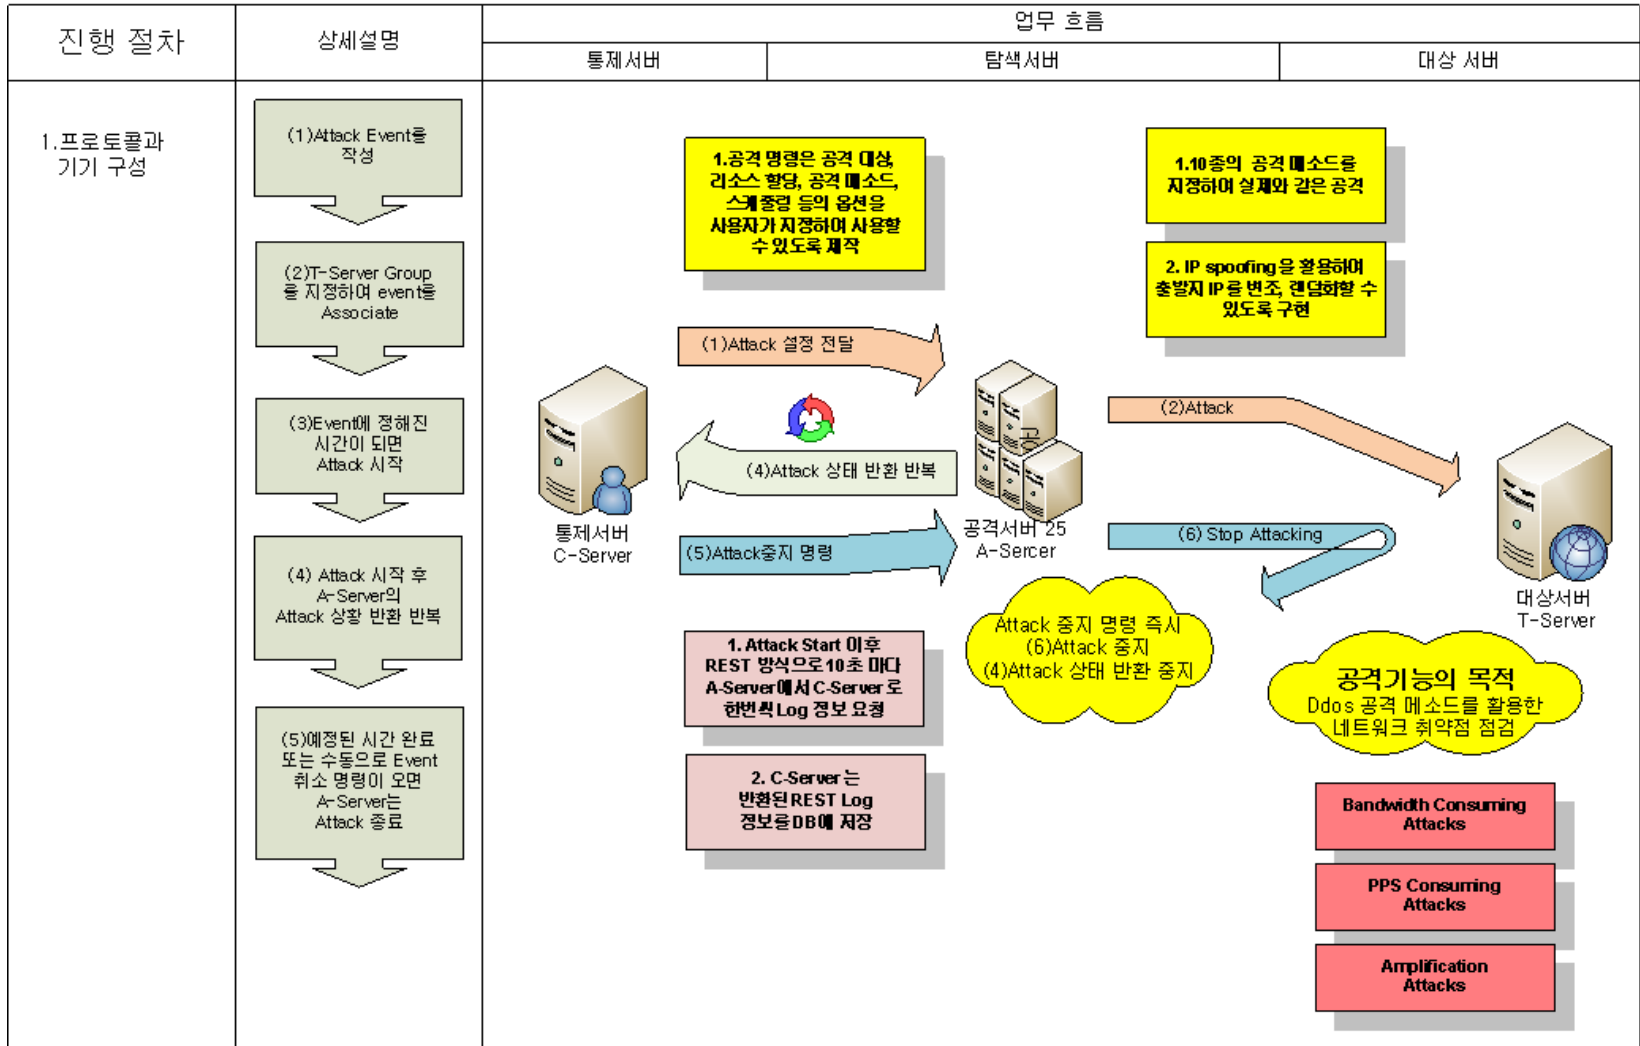 진행 절차
상세설명
업무 흐름
통제서버
탐색서버
대상 서버
1.프로토콜과
기기 구성
(1)Attack Event를
작성
(2)T-Server Group
을 지정하여 event를
Associate
(3)Event에 정해진
시간이 되면
Attack 시작
(4) Attack 시작 후
A-Server의
Attack 상황 반환 반복
(5)예정된 시간 완료
또는 수동으로 Event
취소 명령이 오면
A-Server는
Attack 종료
1.공격 명령은 공격 대상,
리소스 할당, 공격 메소드,
스케줄링 등의 옵션을
사용자가 지정하여 사용할
수 있도록 제작
1.10종의 공격 메소드를
지정하여 실제와 같은 공격
2. IP spoofing을 활용하여
출발지 IP를 변조, 랜덤화할 수
있도록 구현
(1)Attack 설정 전달
(2)Attack
(4)Attack 상태 반환 반복
공
통제서버
C-Server
(5)Attack중지 명령
공격서버 25
A-Sercer
(6) Stop Attacking
대상서버
T-Server
Attack 중지 명령 즉시
(6)Attack 중지
(4)Attack 상태 반환 중지
1. Attack Start 이후
REST 방식으로 10초 마다
A-Server에서 C-Server로
한번씩 Log 정보 요청
2. C-Server는
반환된 REST Log
정보를 DB에 저장
공격기능의 목적
Ddos 공격 메소드를 활용한
네트워크 취약점 점검
Bandwidth Consuming
Attacks
PPS Consuming
Attacks
Amplification
Attacks